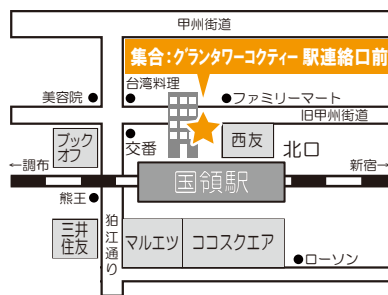 甲州街道
集合:グランタワーコクティー 駅連絡口前
台湾料理
美容院
ファミリーマート
旧甲州街道
ブック
オフ
交番
西友
北口
←調布
新宿→
国領駅
熊王
三井
住友
狛江通り
マルエツ
ココスクエア
ローソン